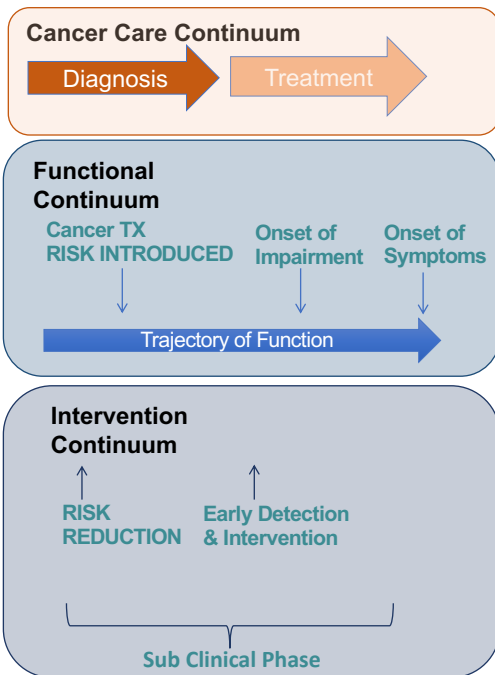 Cancer Care Continuum
Diagnosis
Treatment
Functional
Continuum
Cancer TX
RISK INTRODUCED
Onset of
Impairment
Onset of
Symptoms
Trajectory of Function
Intervention
Continuum
RISK
REDUCTION
Early Detection
& Intervention
Sub Clinical Phase